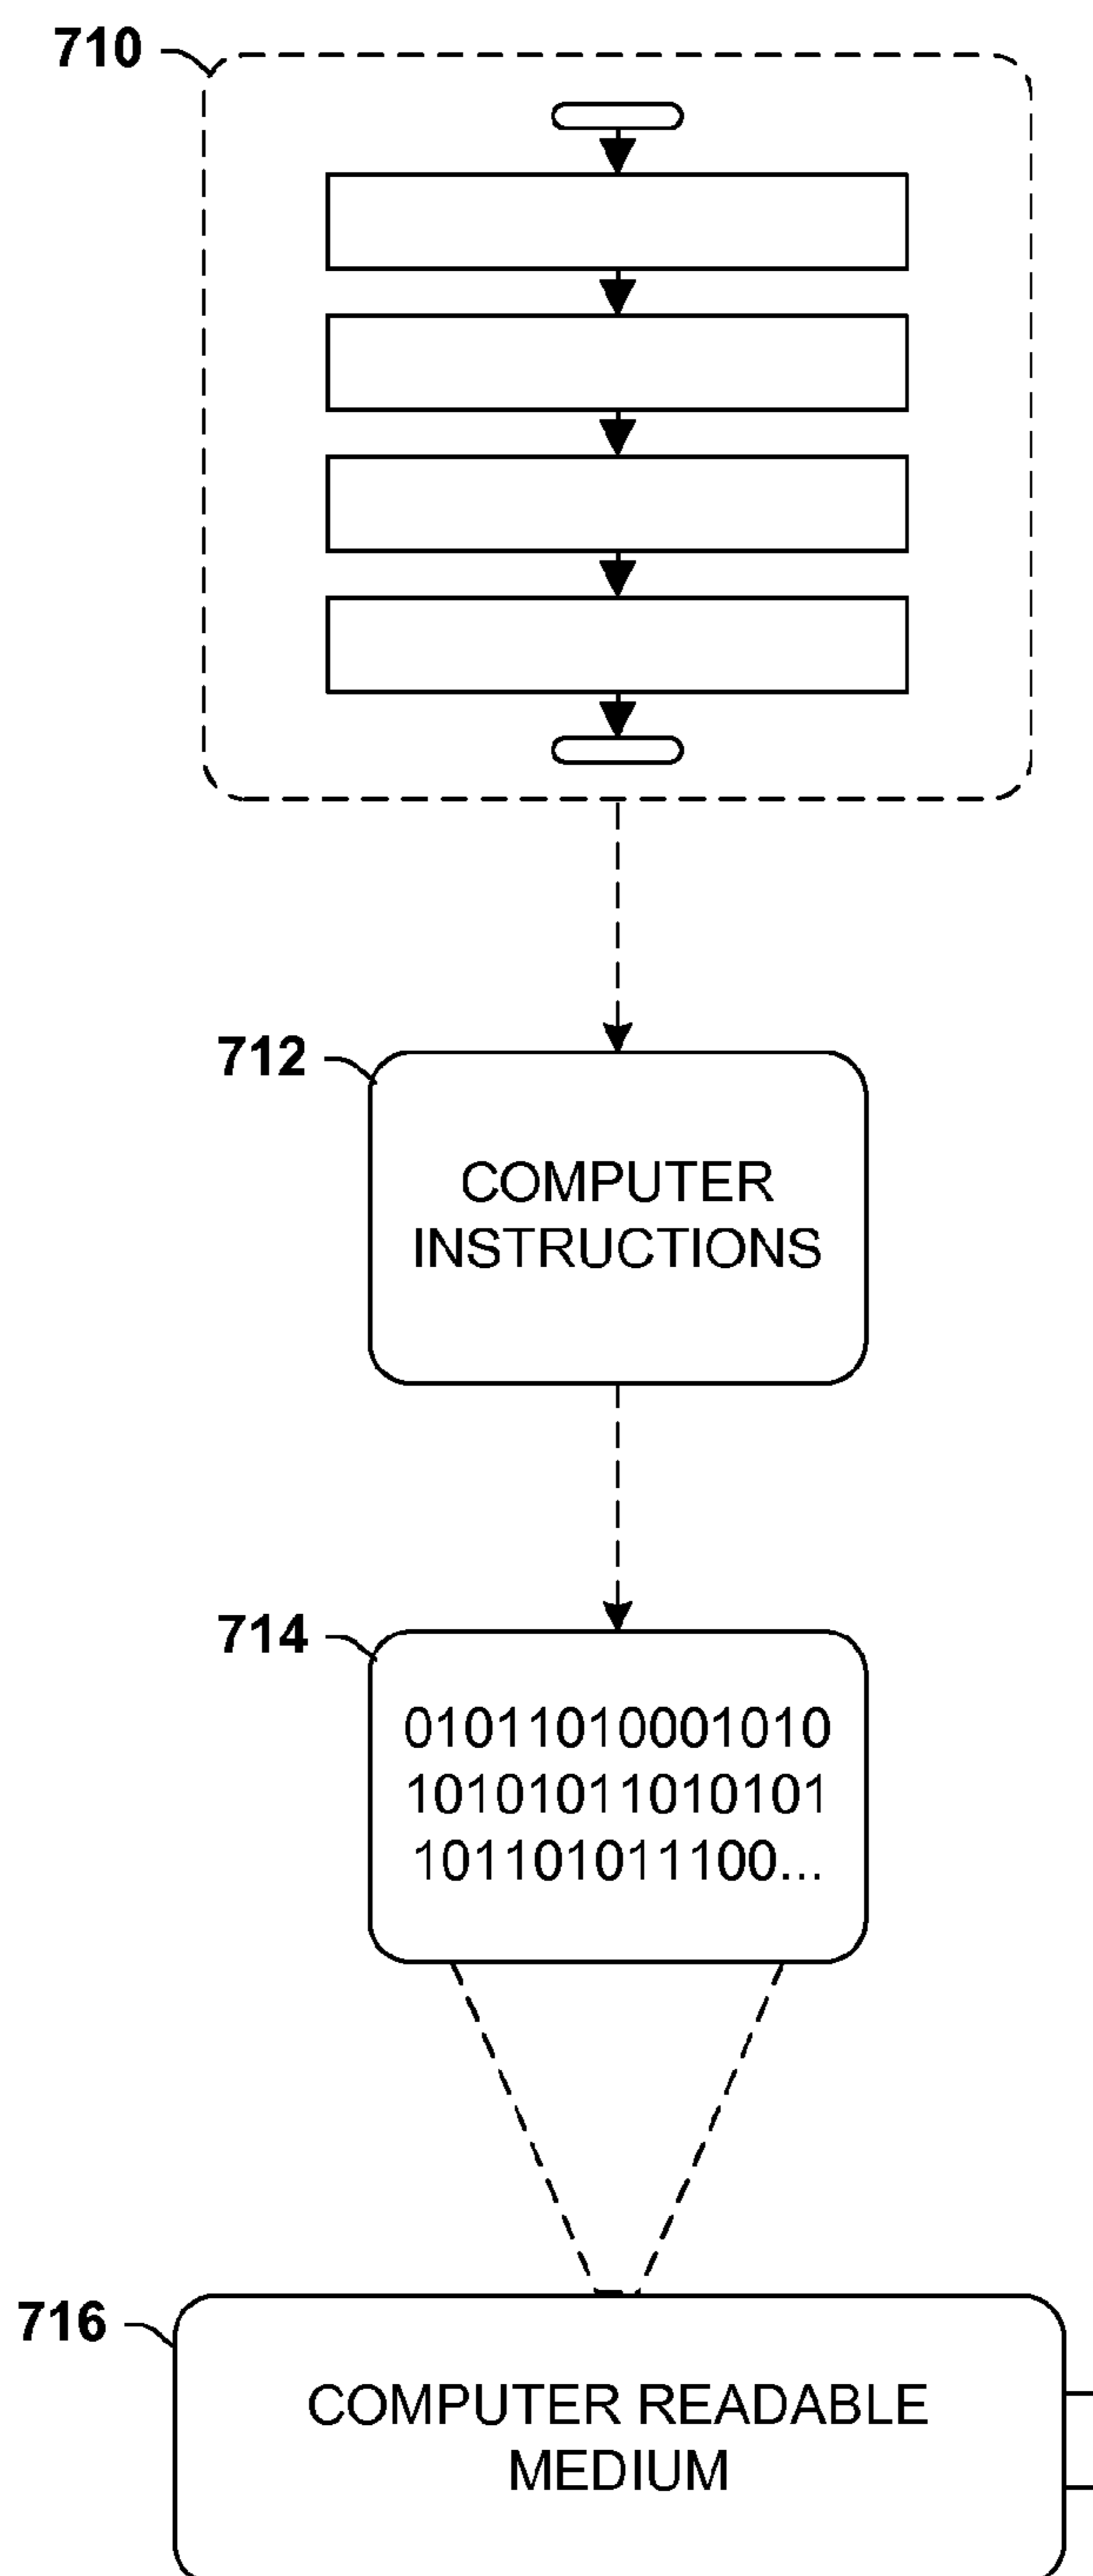 710
712
COMPUTER
INSTRUCTIONS
714
01011010001010
10101011010101
101101011100...
716
COMPUTER READABLE
MEDIUM